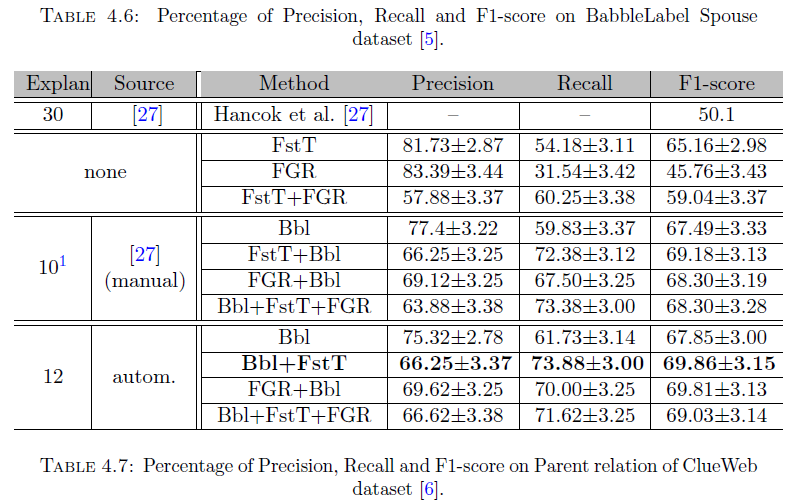 TABLE 4.6: Percentage of Precision, Recall and F1-score on BabbleLabel Spouse
dataset [5].
Explan Source Method Precision Recall F1-score
30 [27] Hancok et al. [27] – – 50.1
none
FstT 81.73±2.87 54.18±3.11 65.16±2.98
FGR 83.39±3.44 31.54±3.42 45.76±3.43
FstT+FGR 57.88±3.37 60.25±3.38 59.04±3.37
10¹ [27] (manual)
Bbl 77.4±3.22 59.83±3.37 67.49±3.33
FstT+Bbl 66.25±3.25 72.38±3.12 69.18±3.13
FGR+Bbl 69.12±3.25 67.50±3.25 68.30±3.19
Bbl+FstT+FGR 63.88±3.38 73.38±3.00 68.30±3.28
12 autom.
Bbl 75.32±2.78 61.73±3.14 67.85±3.00
Bbl+FstT 66.25±3.37 73.88±3.00 69.86±3.15
FGR+Bbl 69.62±3.25 70.00±3.25 69.81±3.13
Bbl+FstT+FGR 66.62±3.38 71.62±3.25 69.03±3.14
TABLE 4.7: Percentage of Precision, Recall and F1-score on Parent relation of ClueWeb
dataset [6].